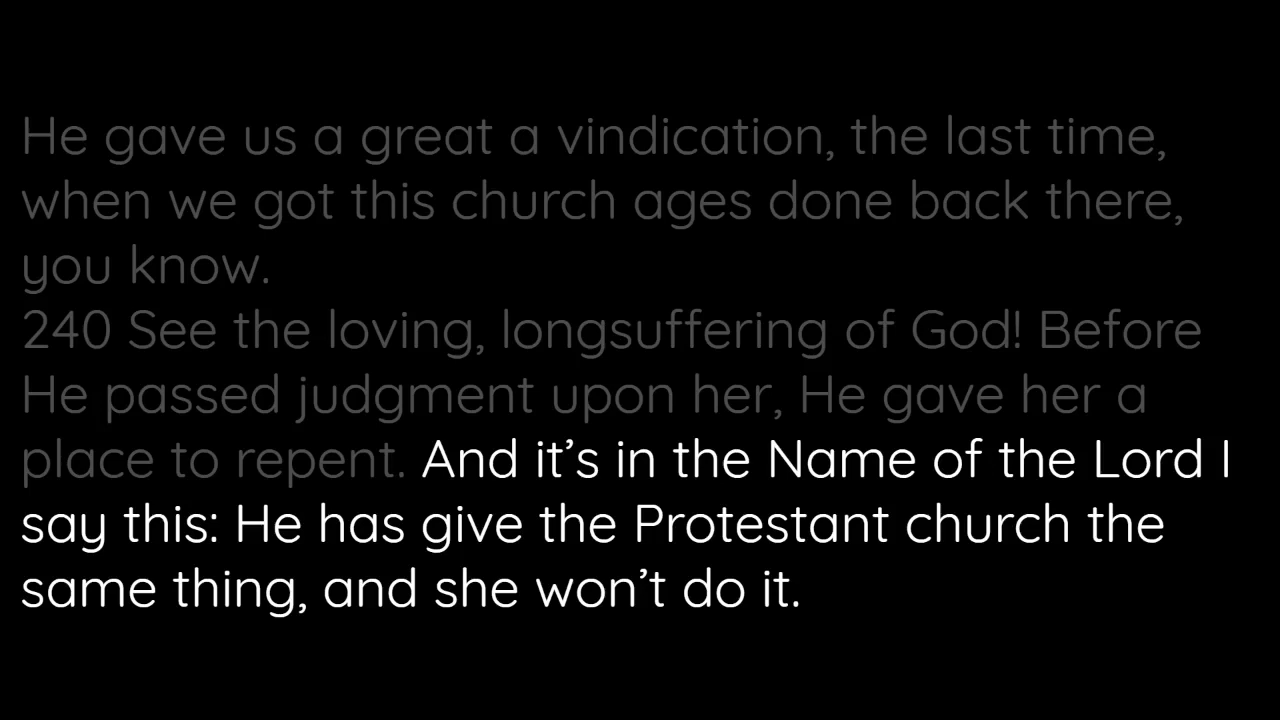 He gave us a great a vindication, the last time,
when we got this church ages done back there,
you know.
240 See the loving, longsuffering of God! Before
He passed judgment upon her, He gave her a
place to repent. And it’s in the Name of the Lord I
say this: He has give the Protestant church the
same thing, and she won’t do it.